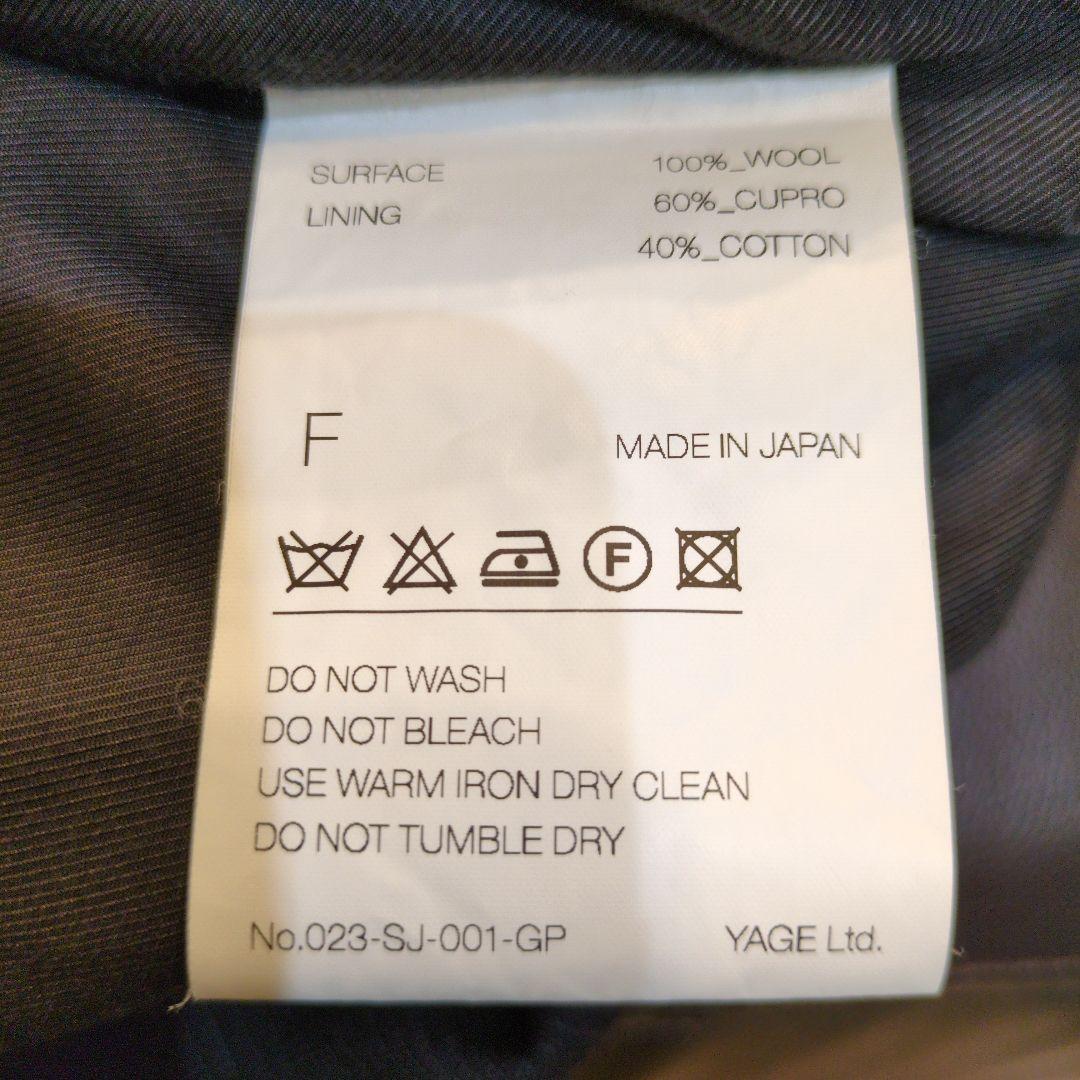 SURFACE 100%_WOOL
LINING 60%_CUPRO
40%_COTTON
F MADE IN JAPAN
F
DO NOT WASH
DO NOT BLEACH
USE WARM IRON DRY CLEAN
DO NOT TUMBLE DRY
No.023-SJ-001-GP YAGE Ltd.